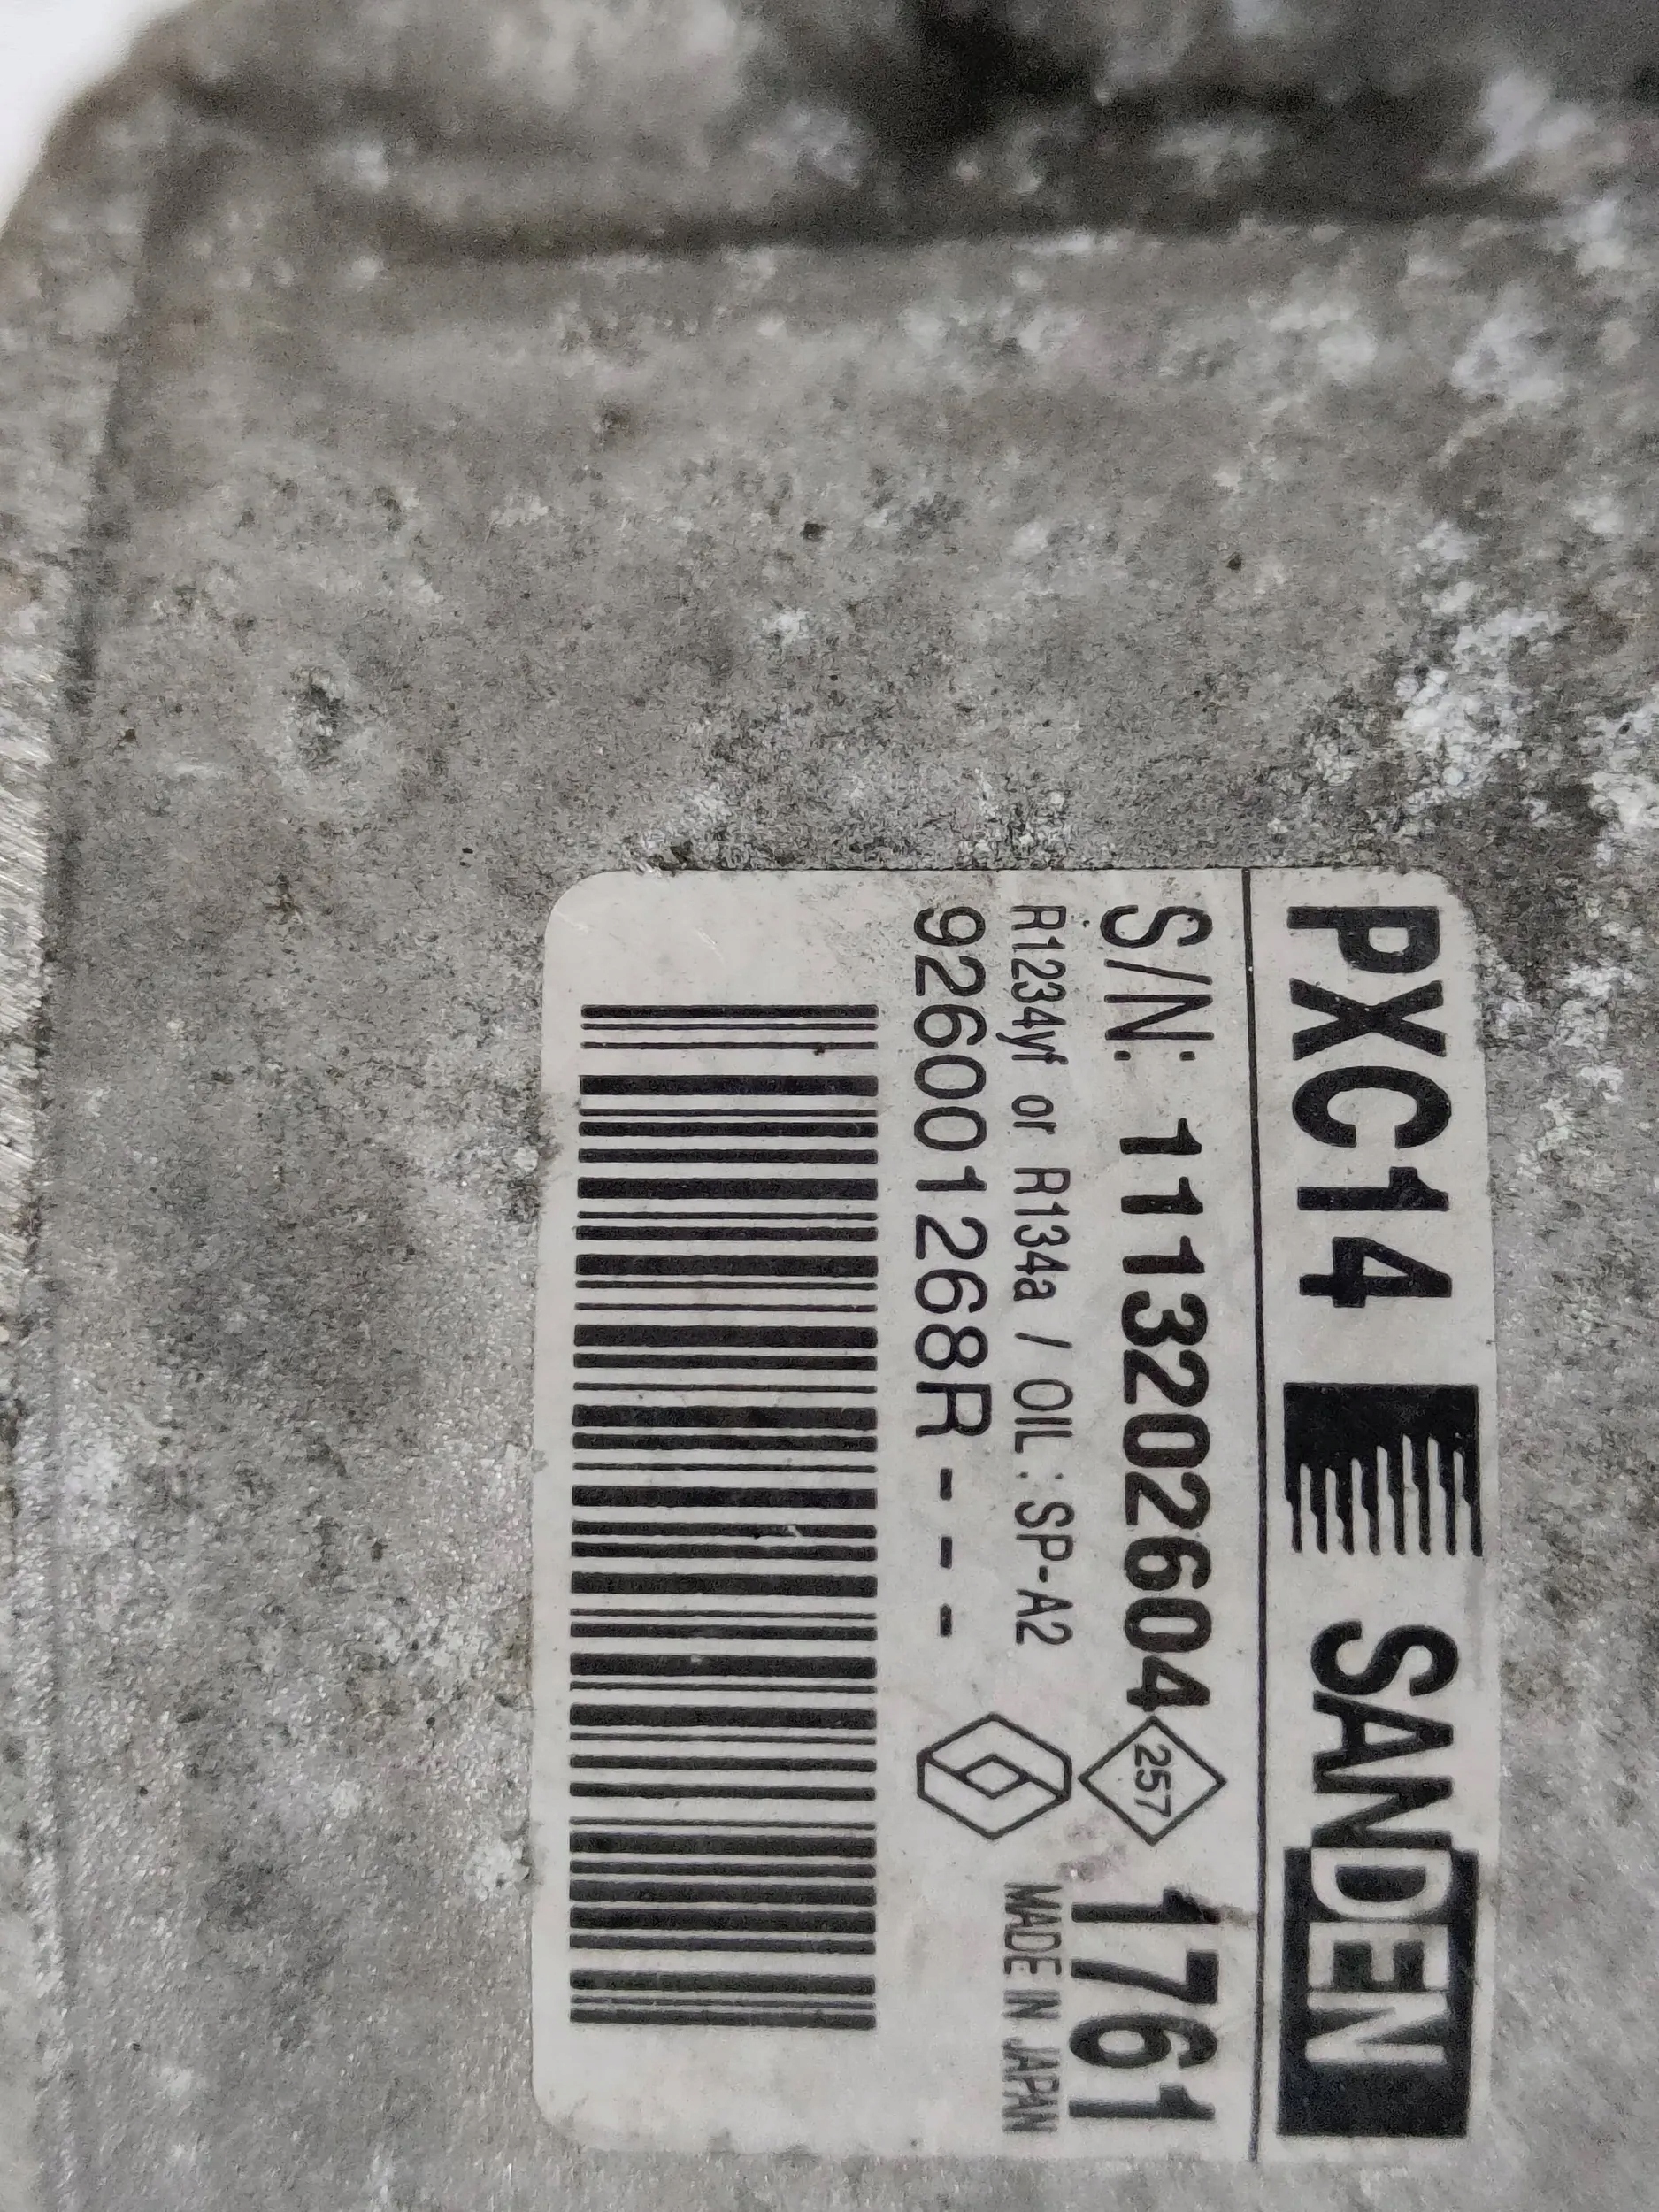 PXC14 SANDEN
S/N: 1113202604 257 1761
R1234yf or R134a / OIL : SP-A2 MADE IN JAPAN
926001268R---